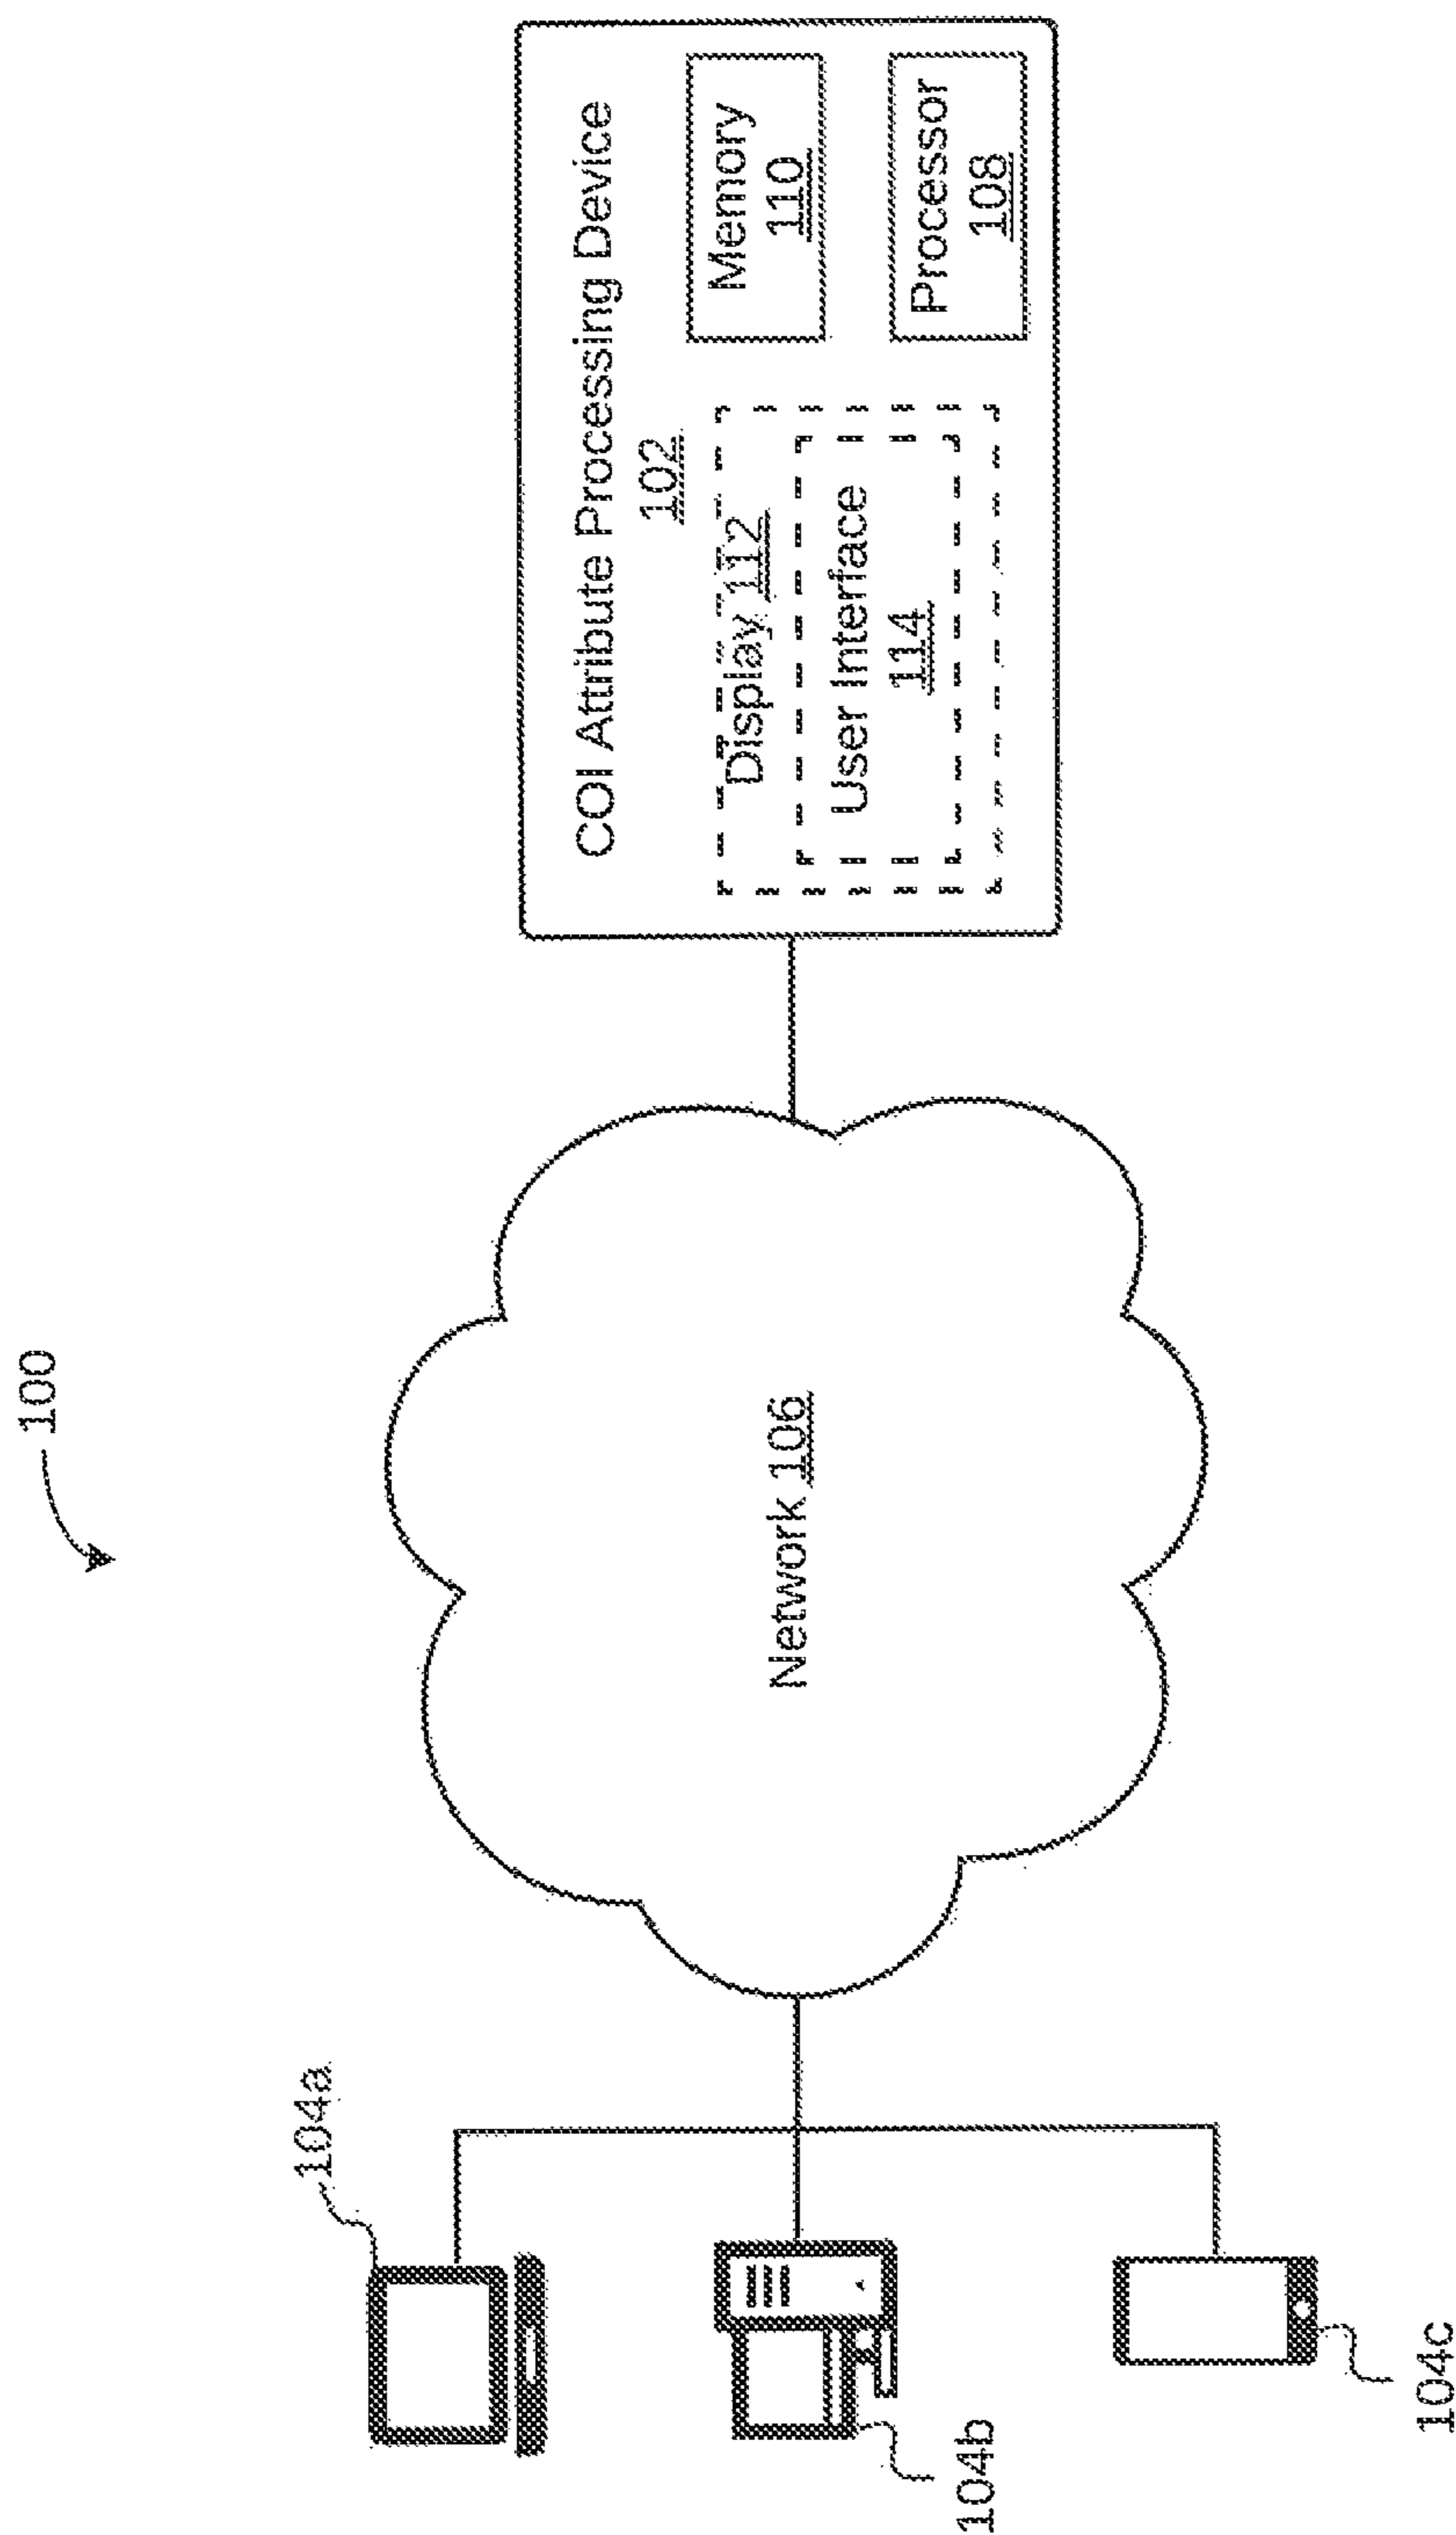 100
104a
104b
104c
Network 106
COI Attribute Processing Device
102
Display 112
User Interface
114
Memory
110
Processor
108